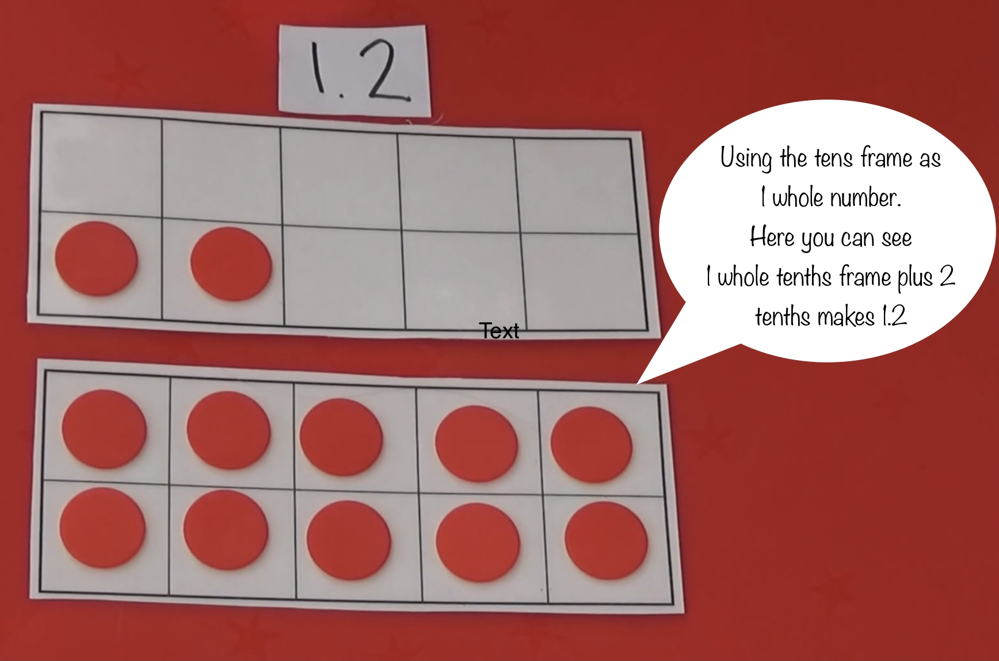 1.2
Using the tens frame as
1 whole number.
Here you can see
1 whole tenths frame plus 2
tenths makes 1.2
Text